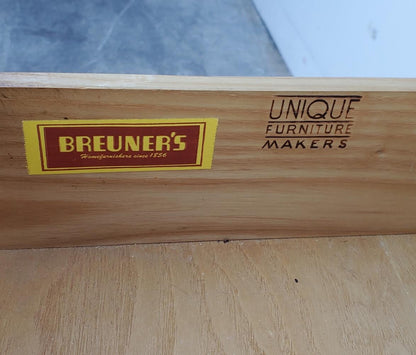 BREUNER'S
Homefurnishers since 1856
UNIQUE
FURNITURE
MAKERS